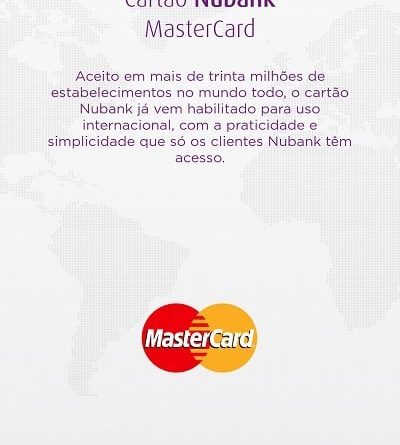 Cartão Nubank
MasterCard
Aceito em mais de trinta milhões de
estabelecimentos no mundo todo, o cartão
Nubank já vem habilitado para uso
internacional, com a praticidade e
simplicidade que só os clientes Nubank têm
acesso.
MasterCard